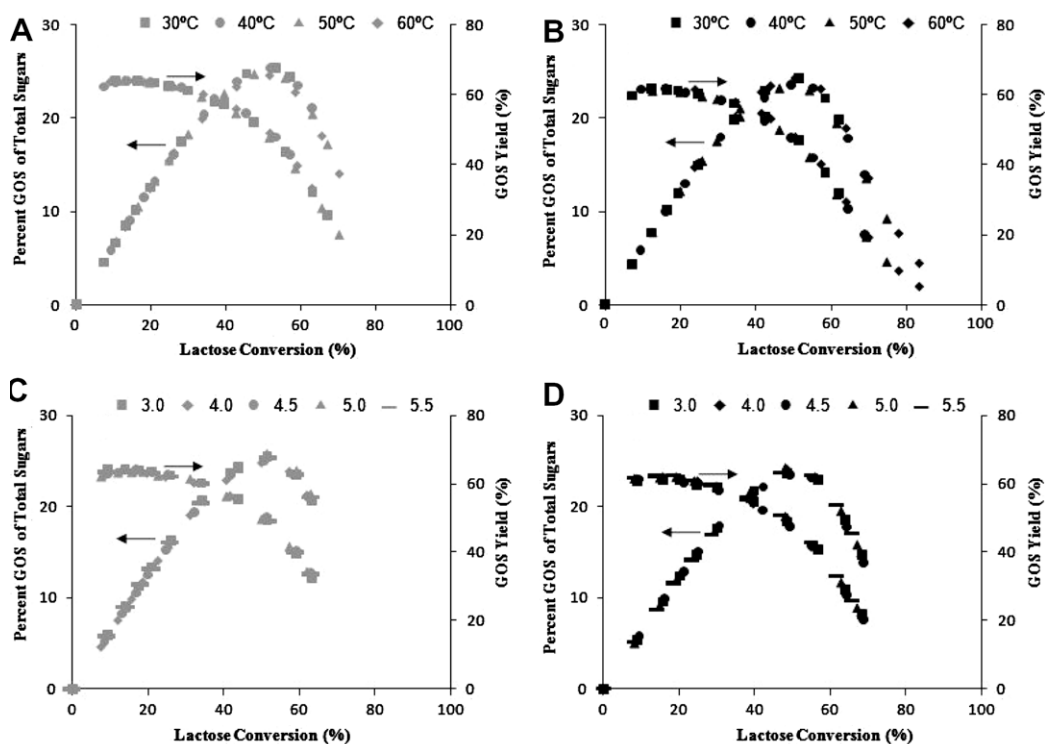 A
30ºC 40ºC 50ºC 60ºC
Percent GOS of Total Sugars
30
20
10
0
80
60
40
20
0
GOS Yield (%)
0 20 40 60 80 100
Lactose Conversion (%)
B
30ºC 40ºC 50ºC 60ºC
Percent GOS of Total Sugars
30
20
10
0
80
60
40
20
0
GOS Yield (%)
0 20 40 60 80 100
Lactose Conversion (%)
C
3.0 4.0 4.5 5.0 5.5
Percent GOS of Total Sugars
30
20
10
0
80
60
40
20
0
GOS Yield (%)
0 20 40 60 80 100
Lactose Conversion (%)
D
3.0 4.0 4.5 5.0 5.5
Percent GOS of Total Sugars
30
20
10
0
80
60
40
20
0
GOS Yield (%)
0 20 40 60 80 100
Lactose Conversion (%)